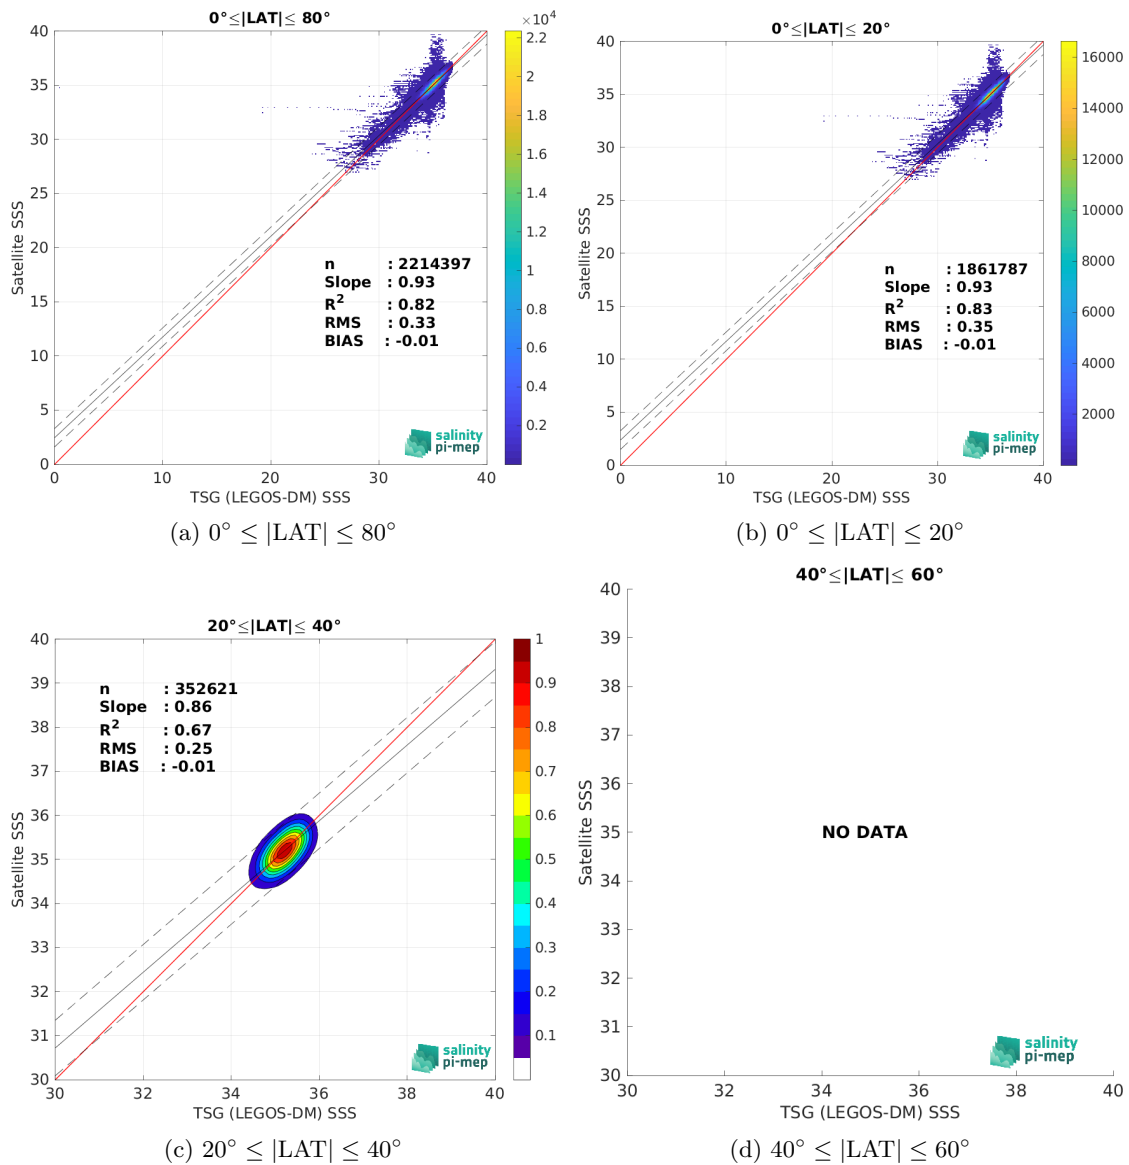 0°≤|LAT|≤ 80°
×10⁴
40
35
30
25
20
15
10
5
0
Satellite SSS
n : 2214397
Slope : 0.93
R² : 0.82
RMS : 0.33
BIAS : -0.01
salinity
pi-mep
0 10 20 30 40
TSG (LEGOS-DM) SSS
2.2
2
1.8
1.6
1.4
1.2
1
0.8
0.6
0.4
0.2
(a) 0° ≤ |LAT| ≤ 80°
0°≤|LAT|≤ 20°
40
35
30
25
20
15
10
5
0
Satellite SSS
n : 1861787
Slope : 0.93
R² : 0.83
RMS : 0.35
BIAS : -0.01
salinity
pi-mep
0 10 20 30 40
TSG (LEGOS-DM) SSS
16000
14000
12000
10000
8000
6000
4000
2000
(b) 0° ≤ |LAT| ≤ 20°
20°≤|LAT|≤ 40°
40
39
38
37
36
35
34
33
32
31
30
Satellite SSS
n : 352621
Slope : 0.86
R² : 0.67
RMS : 0.25
BIAS : -0.01
salinity
pi-mep
30 32 34 36 38 40
TSG (LEGOS-DM) SSS
1
0.9
0.8
0.7
0.6
0.5
0.4
0.3
0.2
0.1
(c) 20° ≤ |LAT| ≤ 40°
40°≤|LAT|≤ 60°
40
39
38
37
36
35
34
33
32
31
30
Satellite SSS
NO DATA
salinity
pi-mep
30 32 34 36 38 40
TSG (LEGOS-DM) SSS
(d) 40° ≤ |LAT| ≤ 60°